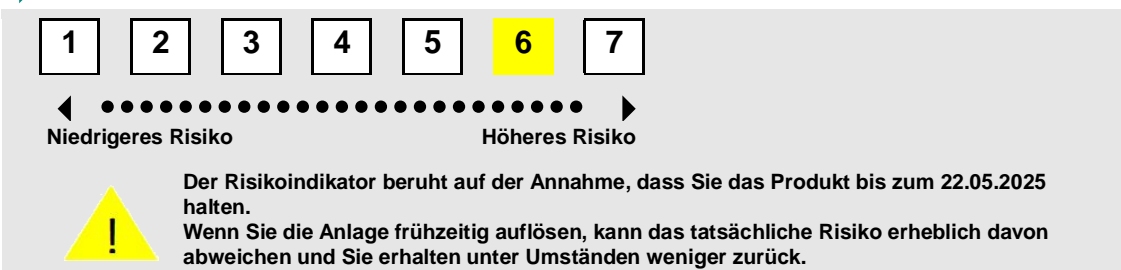 1 2 3 4 5 6 7
Niedrigeres Risiko Höheres Risiko
Der Risikoindikator beruht auf der Annahme, dass Sie das Produkt bis zum 22.05.2025
halten.
Wenn Sie die Anlage frühzeitig auflösen, kann das tatsächliche Risiko erheblich davon
abweichen und Sie erhalten unter Umständen weniger zurück.
!